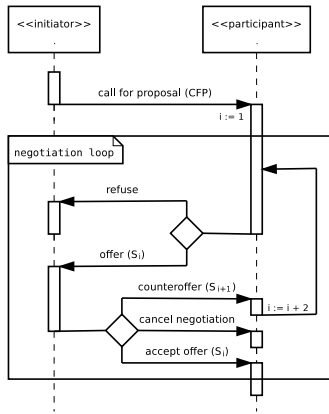 <<initiator>>
<<participant>>
call for proposal (CFP)
i := 1
negotiation loop
refuse
offer (Si)
counteroffer (Si+1)
i := i + 2
cancel negotiation
accept offer (Si)